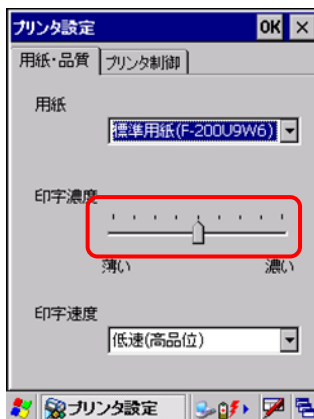 プリンタ設定 OK ×
用紙・品質 プリンタ制御
用紙
標準用紙(F-200U9W6)
印字濃度
薄い 濃い
印字速度
低速(高品位)
プリンタ設定